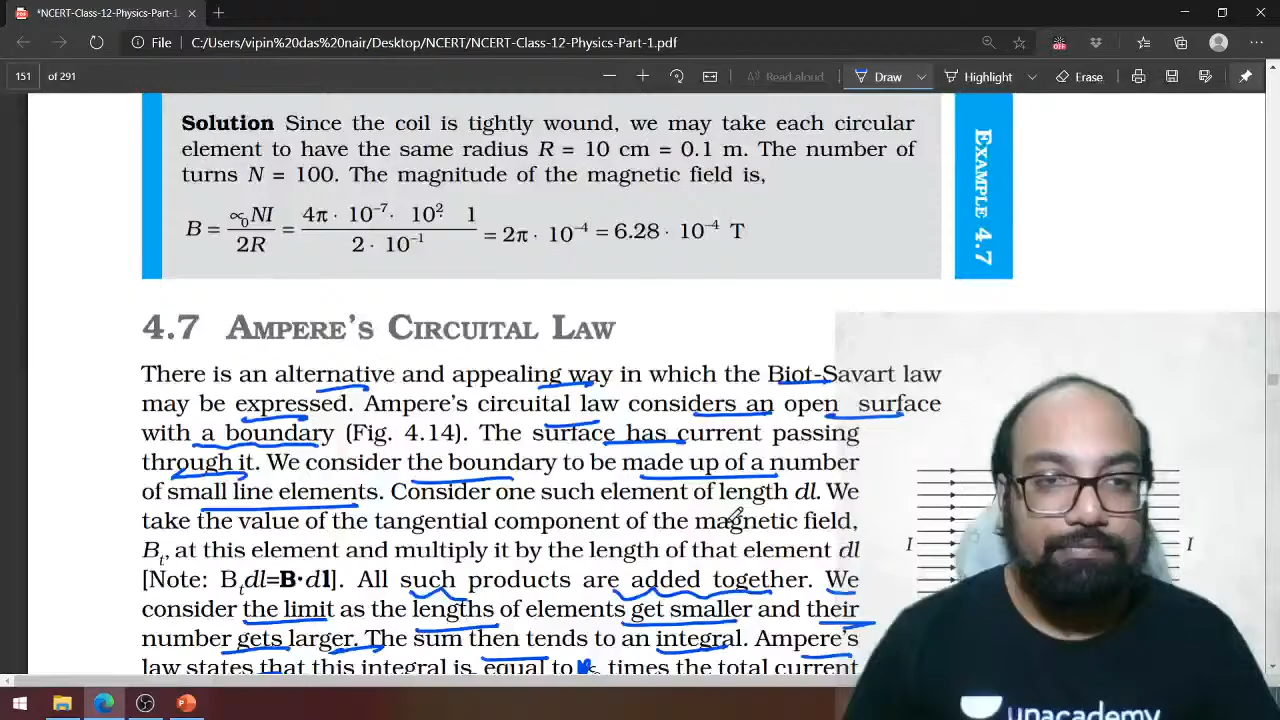 *NCERT-Class-12-Physics-Part-1
File C:/Users/vipin%20das%20nair/Desktop/NCERT/NCERT-Class-12-Physics-Part-1.pdf
OFF
151 of 291
Read aloud Draw Highlight Erase
Solution Since the coil is tightly wound, we may take each circular
element to have the same radius R = 10 cm = 0.1 m. The number of
turns N = 100. The magnitude of the magnetic field is,
B = ∝0NI / 2R = 4π · 10–7 · 102 · 1 / 2 · 10–1 = 2π · 10–4 = 6.28 · 10–4 T
EXAMPLE 4.7
4.7 AMPERE'S CIRCUITAL LAW
There is an alternative and appealing way in which the Biot-Savart law
may be expressed. Ampere's circuital law considers an open surface
with a boundary (Fig. 4.14). The surface has current passing
through it. We consider the boundary to be made up of a number
of small line elements. Consider one such element of length dl. We
take the value of the tangential component of the magnetic field,
Bt, at this element and multiply it by the length of that element dl
[Note: Btdl=B·dl]. All such products are added together. We
consider the limit as the lengths of elements get smaller and their
number gets larger. The sum then tends to an integral. Ampere's
law states that this integral is equal to times the total current
I I
unacademy